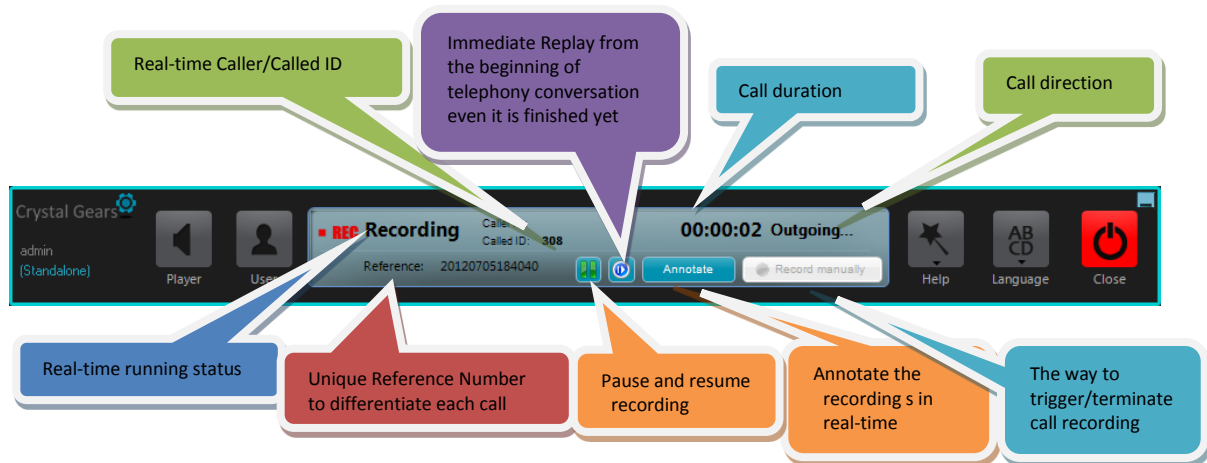 Real-time Caller/Called ID
Immediate Replay from
the beginning of
telephony conversation
even it is finished yet
Call duration
Call direction
Crystal Gears
admin
(Standalone)
Player
User
REC Recording
Called ID: 308
Reference: 20120705184040
00:00:02 Outgoing...
Annotate
Record manually
Help
AB
CD
Language
Close
Real-time running status
Unique Reference Number
to differentiate each call
Pause and resume
recording
Annotate the
recording s in
real-time
The way to
trigger/terminate
call recording